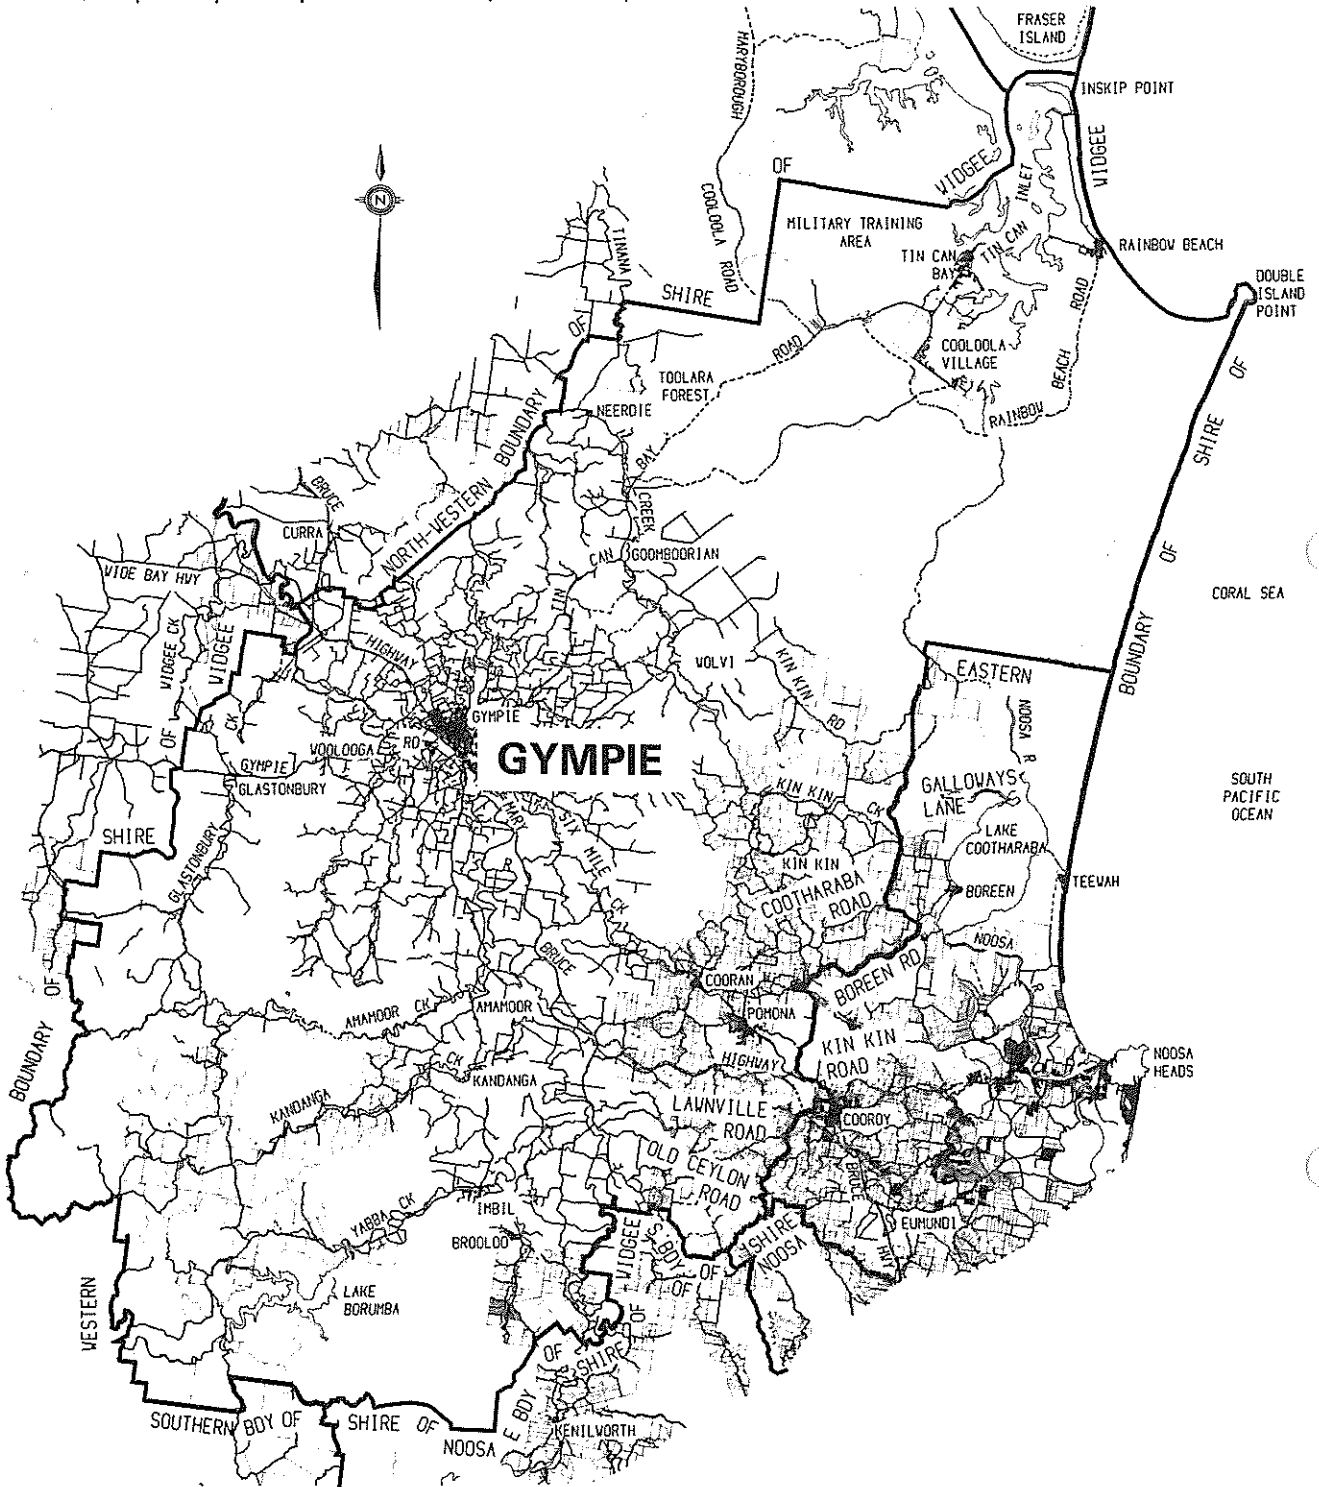 FRASER
ISLAND
INSKIP POINT
MARYBOROUGH
COOLOOLA ROAD
OF
WIDGEE
WIDGEE
INLET
TIN CAN
MILITARY TRAINING
AREA
TIN CAN
BAY
RAINBOW BEACH
DOUBLE
ISLAND
POINT
N
TINANA
SHIRE
OF
ROAD
COOLOOLA
VILLAGE
ROAD
BEACH
RAINBOW
TOOLARA
FOREST
NEERDIE
BOUNDARY
NORTH-WESTERN
BAY
CREEK
CAN
TIN
GOOMBOORIAN
OF
SHIRE
OF
BOUNDARY
BRUCE
CURRA
WIDE BAY HWY
WIDGEE CK
WIDGEE
HIGHWAY
WOLVI
KIN KIN
RD
EASTERN
CORAL SEA
NOOSA
R
GYMPIE
GYMPIE
OF
CK
WOOLOOGA
RD
GYMPIE
GLASTONBURY
SHIRE
GLASTONBURY
MARY
R
SIX
MILE
CK
KIN KIN
CK
GALLOWAYS
LANE
LAKE
COOTHARABA
SOUTH
PACIFIC
OCEAN
KIN KIN
COOTHARABA
ROAD
BOREEN
TEEWAH
NOOSA
R
BRUCE
COORAN
BOREEN RD
POMONA
KIN KIN
ROAD
HIGHWAY
NOOSA
HEADS
OF
BOUNDARY
AMAMOOR
CK
AMAMOOR
CK
KANDANGA
KANDANGA
LAWNVILLE
ROAD
COOROY
OLD CEYLON
ROAD
BRUCE
EUMUNDI
HWY
YABBA
CK
IMBIL
BROOLOO
WIDGEE
S BDY
OF
OF
SHIRE
NOOSA
LAKE
BORUMBA
WESTERN
OF
OF
SHIRE
SOUTHERN BDY OF
SHIRE OF
NOOSA
E BDY
KENILWORTH